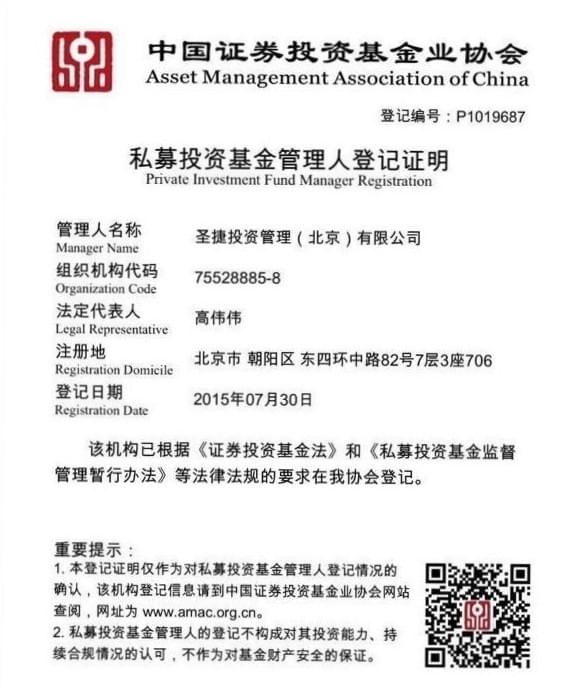 中国证券投资基金业协会
Asset Management Association of China
登记编号：P1019687
私募投资基金管理人登记证明
Private Investment Fund Manager Registration
管理人名称
Manager Name
圣捷投资管理（北京）有限公司
组织机构代码
Organization Code
75528885-8
法定代表人
Legal Representative
高伟伟
注册地
Registration Domicile
北京市 朝阳区 东四环中路82号7层3座706
登记日期
Registration Date
2015年07月30日
该机构已根据《证券投资基金法》和《私募投资基金监督
管理暂行办法》等法律法规的要求在我协会登记。
重要提示：
1. 本登记证明仅作为对私募投资基金管理人登记情况的
确认，该机构登记信息请到中国证券投资基金业协会网站
查阅，网址为 www.amac.org.cn。
2. 私募投资基金管理人的登记不构成对其投资能力、持
续合规情况的认可，不作为对基金财产安全的保证。